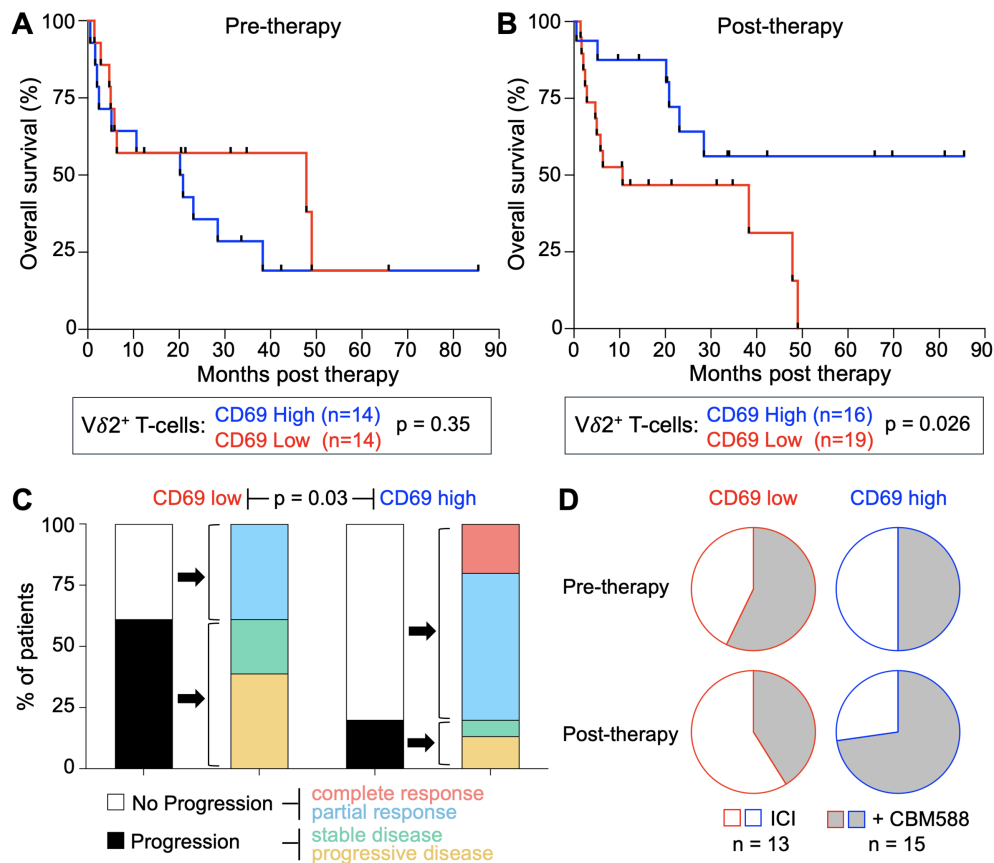 A
Pre-therapy
Overall survival (%)
100
75
50
25
0
0 10 20 30 40 50 60 70 80 90
Months post therapy
Vδ2+ T-cells: CD69 High (n=14) p = 0.35
CD69 Low (n=14)
B
Post-therapy
Overall survival (%)
100
75
50
25
0
0 10 20 30 40 50 60 70 80 90
Months post therapy
Vδ2+ T-cells: CD69 High (n=16) p = 0.026
CD69 Low (n=19)
C
CD69 low p = 0.03 CD69 high
% of patients
100
75
50
25
0
No Progression
complete response
partial response
Progression
stable disease
progressive disease
D
CD69 low CD69 high
Pre-therapy
Post-therapy
ICI + CBM588
n = 13 n = 15